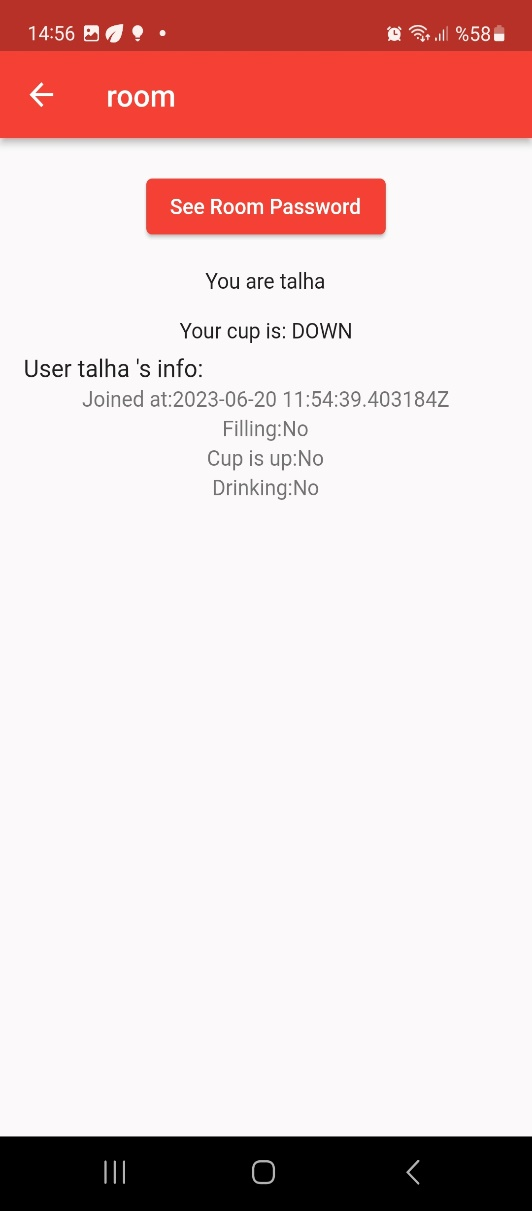 14:56 %58
room
See Room Password
You are talha
Your cup is: DOWN
User talha 's info:
Joined at:2023-06-20 11:54:39.403184Z
Filling:No
Cup is up:No
Drinking:No